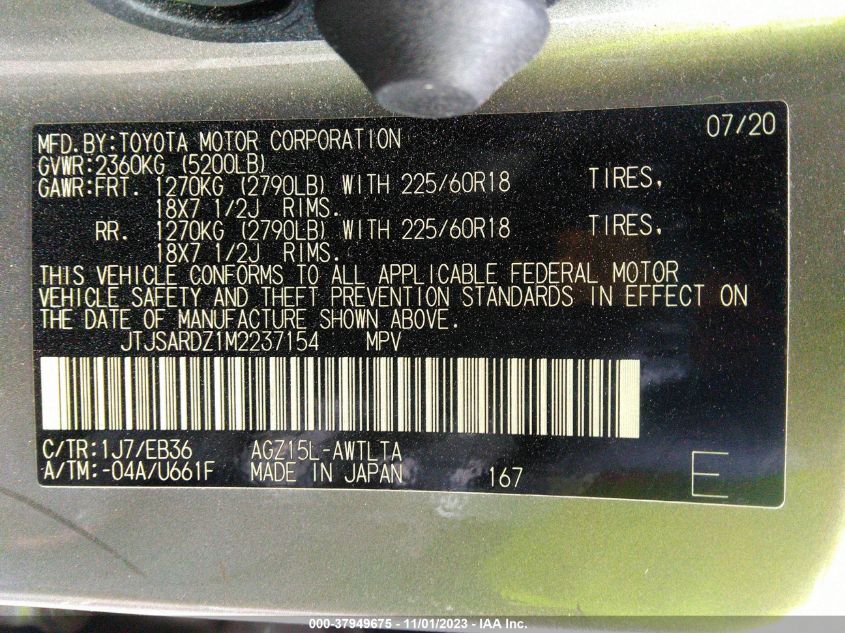 07/20
MFD.BY:TOYOTA MOTOR CORPORATION
GVWR:2360KG (5200LB)
GAWR:FRT. 1270KG (2790LB) WITH 225/60R18 TIRES,
18X7 1/2J RIMS.
RR. 1270KG (2790LB) WITH 225/60R18 TIRES,
18X7 1/2J RIMS.
THIS VEHICLE CONFORMS TO ALL APPLICABLE FEDERAL MOTOR
VEHICLE SAFETY AND THEFT PREVENTION STANDARDS IN EFFECT ON
THE DATE OF MANUFACTURE SHOWN ABOVE.
JTJSARDZ1M2237154 MPV
C/TR:1J7/EB36 AGZ15L-AWTLTA
A/TM:-04A/U661F MADE IN JAPAN 167 E
000-37949675 - 11/01/2023 - © IAA Inc.